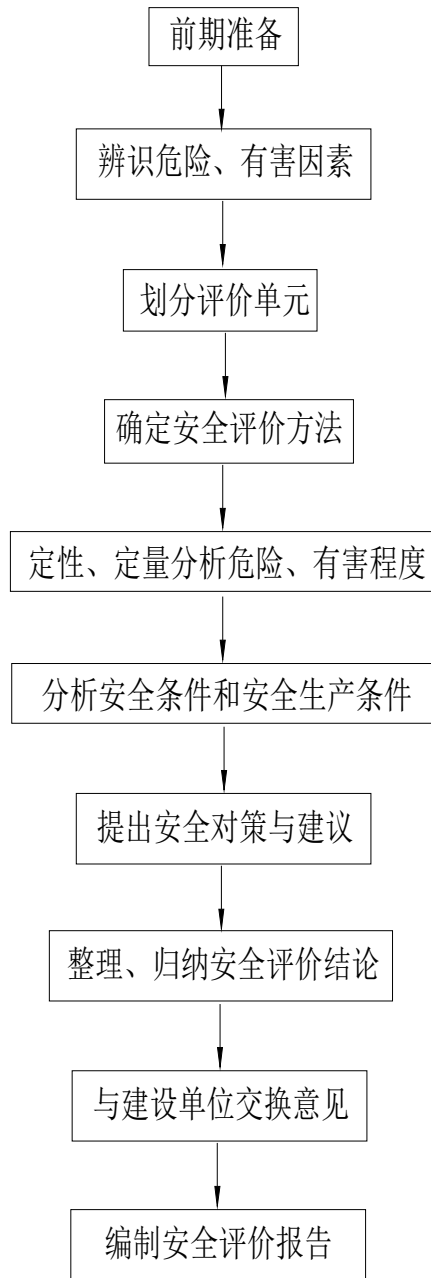 前期准备
辨识危险、有害因素
划分评价单元
确定安全评价方法
定性、定量分析危险、有害程度
分析安全条件和安全生产条件
提出安全对策与建议
整理、归纳安全评价结论
与建设单位交换意见
编制安全评价报告